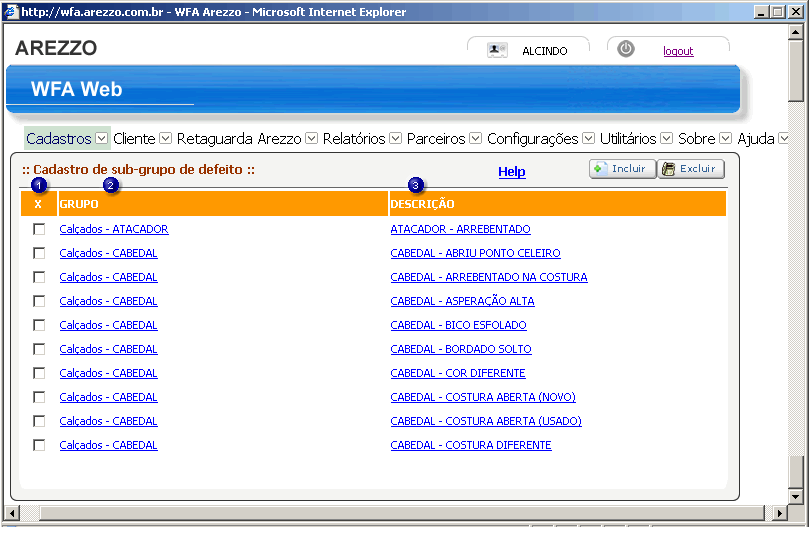 http://wfa.arezzo.com.br - WFA Arezzo - Microsoft Internet Explorer
AREZZO
ALCINDO
logout
WFA Web
Cadastros Cliente Retaguarda Arezzo Relatórios Parceiros Configurações Utilitários Sobre Ajuda
:: Cadastro de sub-grupo de defeito :: Help Incluir Excluir
1 2 3
X GRUPO DESCRIÇÃO
Calçados - ATACADOR ATACADOR - ARREBENTADO
Calçados - CABEDAL CABEDAL - ABRIU PONTO CELEIRO
Calçados - CABEDAL CABEDAL - ARREBENTADO NA COSTURA
Calçados - CABEDAL CABEDAL - ASPERAÇÃO ALTA
Calçados - CABEDAL CABEDAL - BICO ESFOLADO
Calçados - CABEDAL CABEDAL - BORDADO SOLTO
Calçados - CABEDAL CABEDAL - COR DIFERENTE
Calçados - CABEDAL CABEDAL - COSTURA ABERTA (NOVO)
Calçados - CABEDAL CABEDAL - COSTURA ABERTA (USADO)
Calçados - CABEDAL CABEDAL - COSTURA DIFERENTE